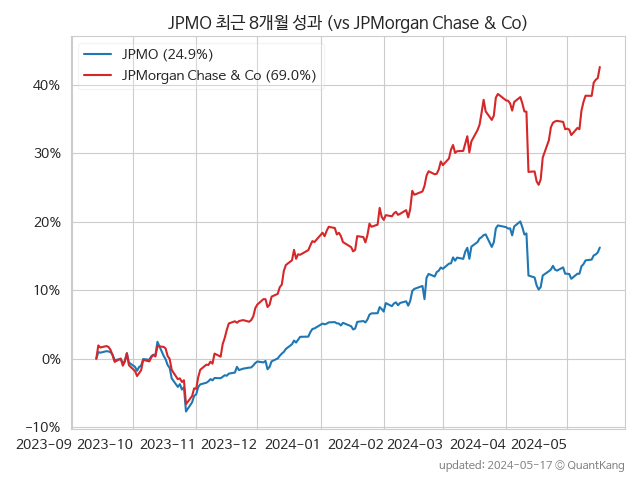 JPMO 최근 8개월 성과 (vs JPMorgan Chase & Co)
JPMO (24.9%)
JPMorgan Chase & Co (69.0%)
40%
30%
20%
10%
0%
−10%
2023-09 2023-10 2023-11 2023-12 2024-01 2024-02 2024-03 2024-04 2024-05
updated: 2024-05-17 © QuantKang